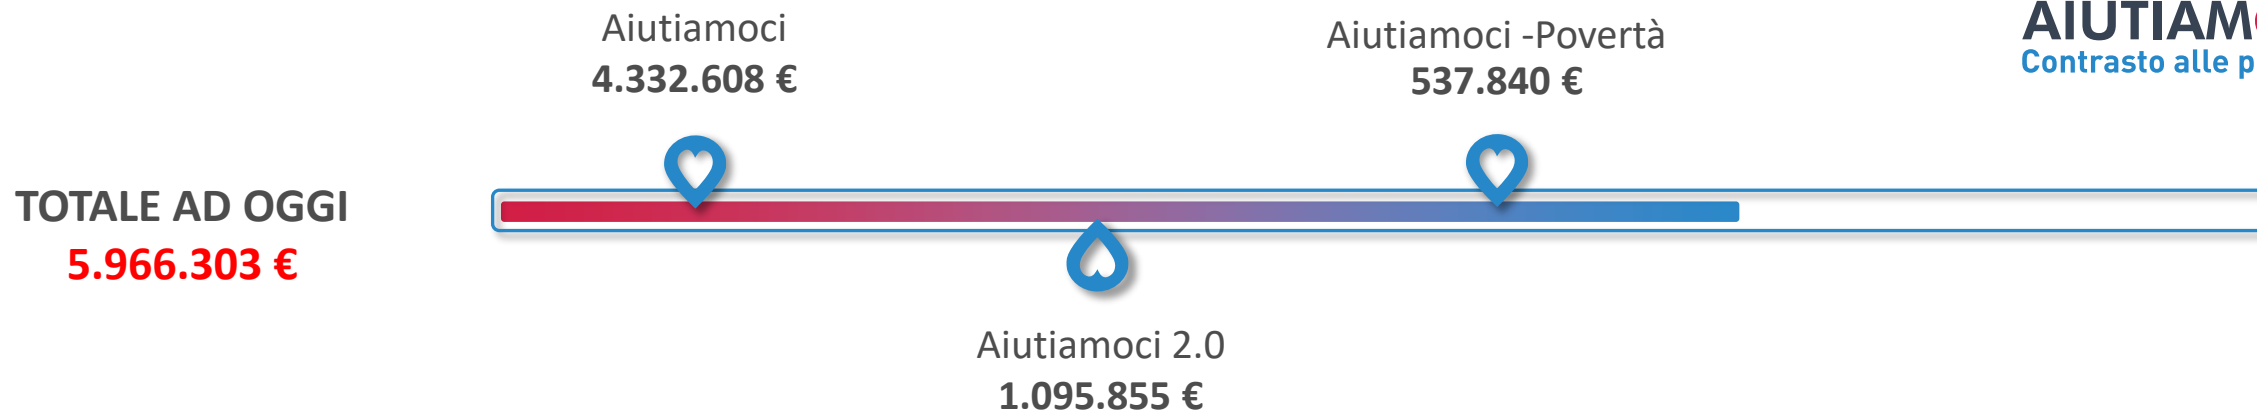 Aiutiamoci
4.332.608 €
Aiutiamoci -Povertà
537.840 €
Contrasto alle
TOTALE AD OGGI
5.966.303 €
Aiutiamoci 2.0
1.095.855 €